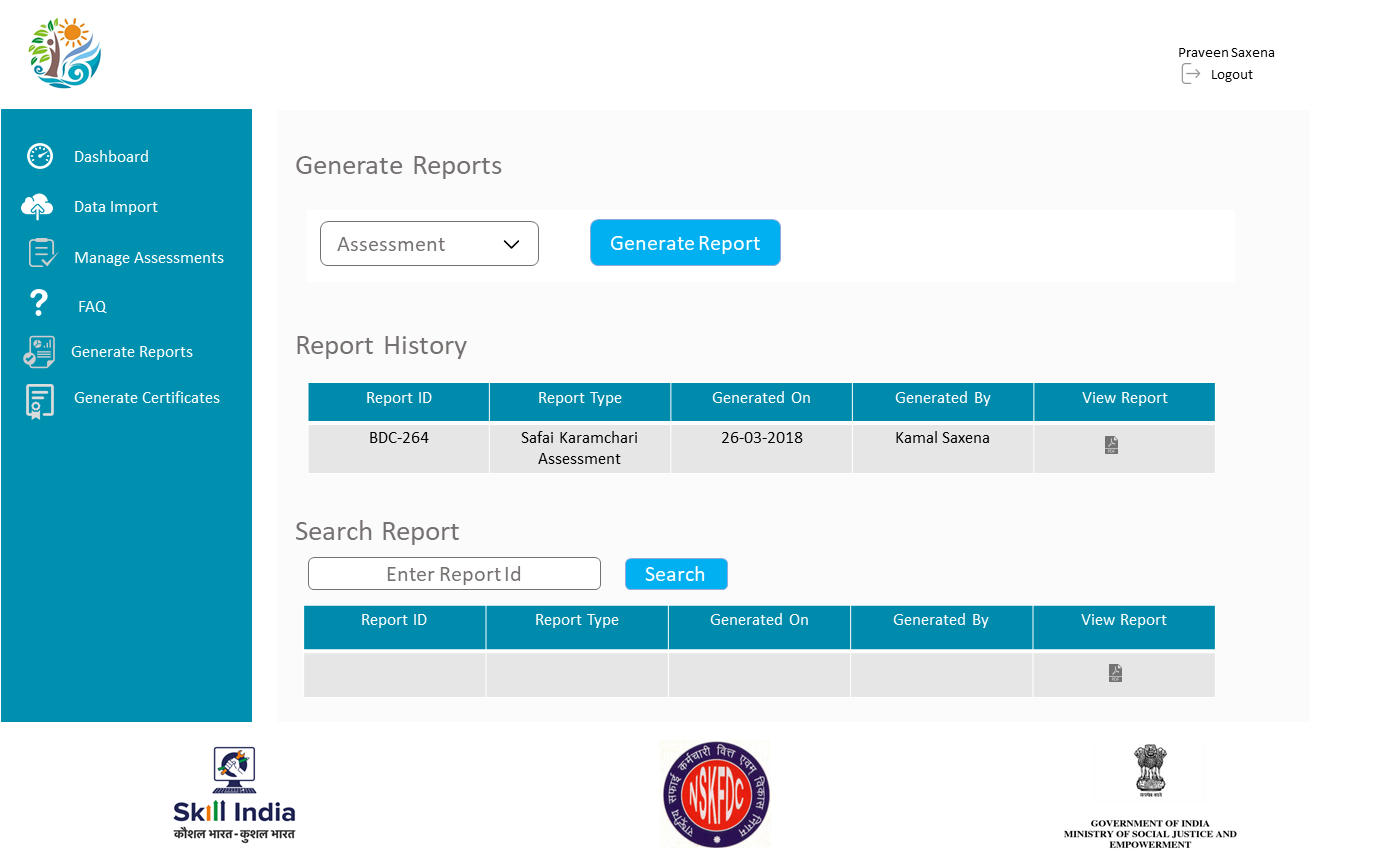 Praveen Saxena
Logout
Dashboard
Data Import
Manage Assessments
FAQ
Generate Reports
Generate Certificates
Generate Reports
Assessment
Generate Report
Report History
Report ID Report Type Generated On Generated By View Report
BDC-264 Safai Karamchari 26-03-2018 Kamal Saxena PDF
Assessment
Search Report
Enter Report Id Search
Report ID Report Type Generated On Generated By View Report
PDF
Skill India
कौशल भारत - कुशल भारत
राष्ट्रीय सफाई कर्मचारी वित्त एवम विकास निगम
NSKFDC
सत्यमेव जयते
GOVERNMENT OF INDIA
MINISTRY OF SOCIAL JUSTICE AND
EMPOWERMENT